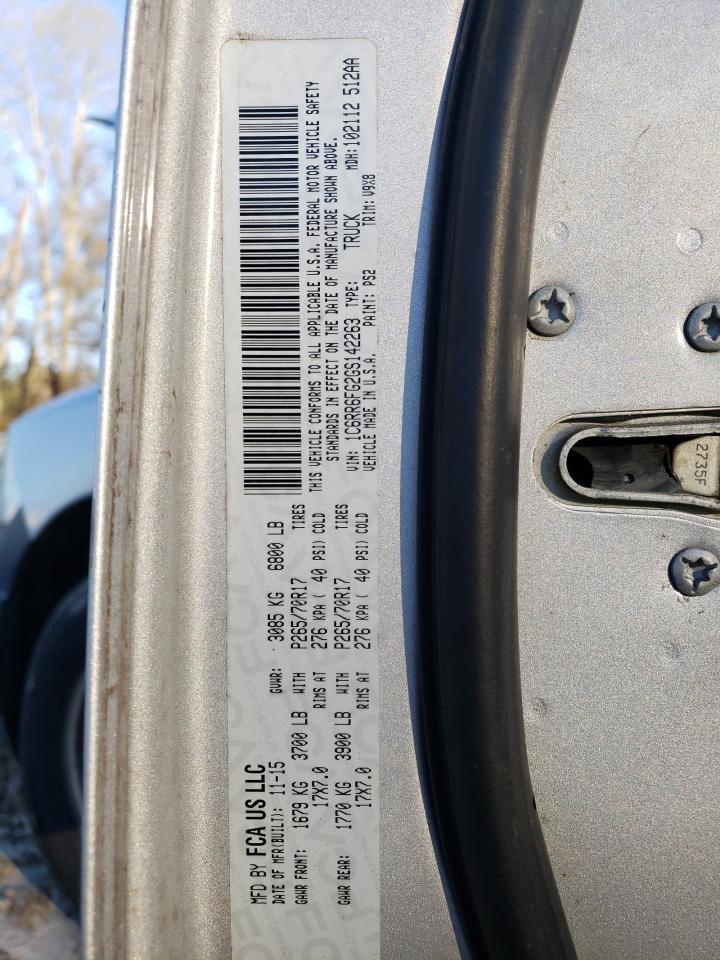 MFD BY FCA US LLC
DATE OF MFR(BUILT): 11-15 GVWR: 3085 KG 6800 LB
GAWR FRONT: 1679 KG 3700 LB WITH P265/70R17 TIRES
17X7.0 RIMS AT 276 KPA ( 40 PSI) COLD
GAWR REAR: 1770 KG 3900 LB WITH P265/70R17 TIRES
17X7.0 RIMS AT 276 KPA ( 40 PSI) COLD
THIS VEHICLE CONFORMS TO ALL APPLICABLE U.S.A. FEDERAL MOTOR VEHICLE SAFETY
STANDARDS IN EFFECT ON THE DATE OF MANUFACTURE SHOWN ABOVE.
VIN: 1C6RR6FG2GS142263 TYPE: TRUCK MDH: 102112 512AA
VEHICLE MADE IN U.S.A. PAINT: PS2 TRIM: V9X8
2735F